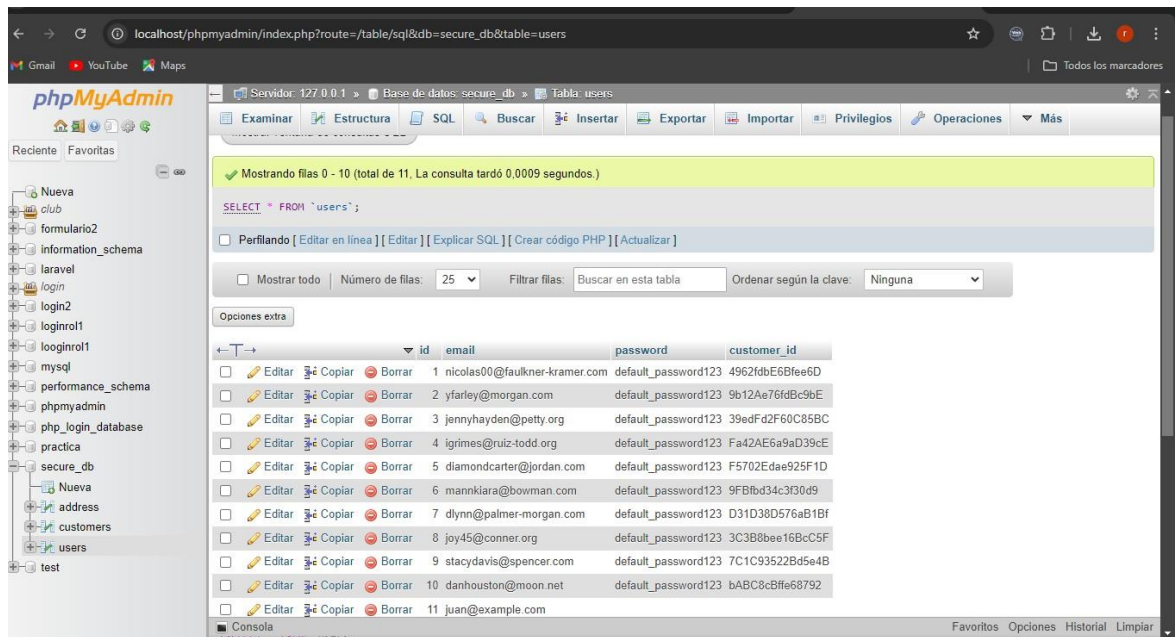 localhost/phpmyadmin/index.php?route=/table/sql&db=secure_db&table=users
Gmail YouTube Maps Todos los marcadores
phpMyAdmin
Reciente Favoritas
Nueva
club
formulario2
information_schema
laravel
login
login2
loginrol1
looginrol1
mysql
performance_schema
phpmyadmin
php_login_database
practica
secure_db
Nueva
address
customers
users
test
Servidor: 127.0.0.1 » Base de datos: secure_db » Tabla: users
Examinar Estructura SQL Buscar Insertar Exportar Importar Privilegios Operaciones Más
Mostrando filas 0 - 10 (total de 11, La consulta tardó 0,0009 segundos.)
SELECT * FROM `users`;
Perfilando [ Editar en línea ] [ Editar ] [ Explicar SQL ] [ Crear código PHP ] [ Actualizar ]
Mostrar todo | Número de filas: 25 Filtrar filas: Buscar en esta tabla Ordenar según la clave: Ninguna
Opciones extra
←T→ id email password customer_id
Editar Copiar Borrar 1 nicolas00@faulkner-kramer.com default_password123 4962fdbE6Bfee6D
Editar Copiar Borrar 2 yfarley@morgan.com default_password123 9b12Ae76fdBc9bE
Editar Copiar Borrar 3 jennyhayden@petty.org default_password123 39edFd2F60C85BC
Editar Copiar Borrar 4 igrimes@ruiz-todd.org default_password123 Fa42AE6a9aD39cE
Editar Copiar Borrar 5 diamondcarter@jordan.com default_password123 F5702Edae925F1D
Editar Copiar Borrar 6 mannkiara@bowman.com default_password123 9FBfbd34c3f30d9
Editar Copiar Borrar 7 dlynn@palmer-morgan.com default_password123 D31D38D576aB1Bf
Editar Copiar Borrar 8 joy45@conner.org default_password123 3C3B8bee16BcC5F
Editar Copiar Borrar 9 stacydavis@spencer.com default_password123 7C1C93522Bd5e4B
Editar Copiar Borrar 10 danhouston@moon.net default_password123 bABC8cBffe68792
Editar Copiar Borrar 11 juan@example.com
Consola Favoritos Opciones Historial Limpiar